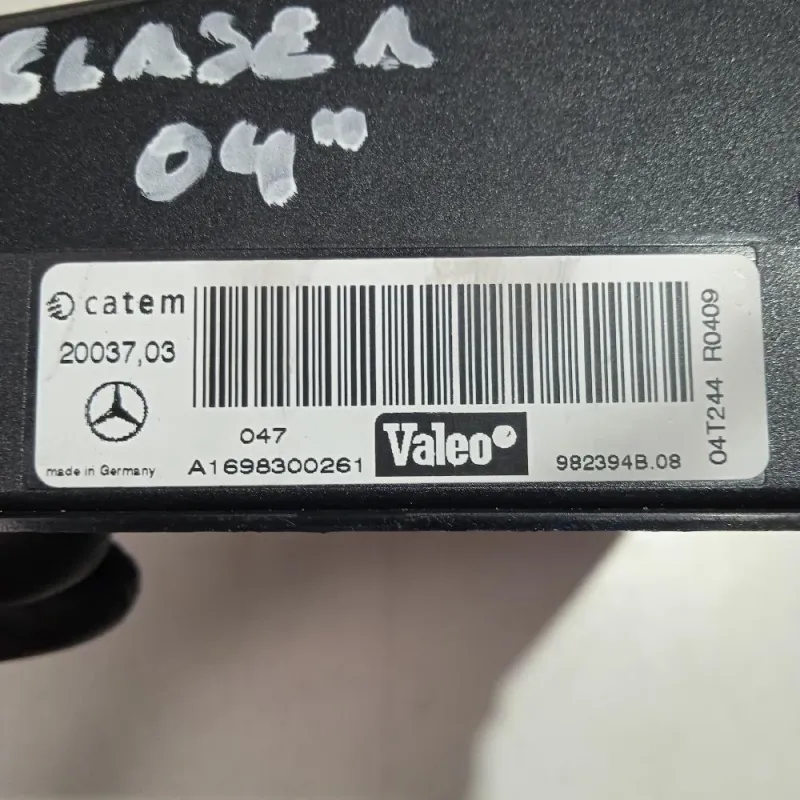 CLASE A
04"
catem
20037,03
047
A1698300261
made in Germany
Valeo
982394B.08
04T244 R0409